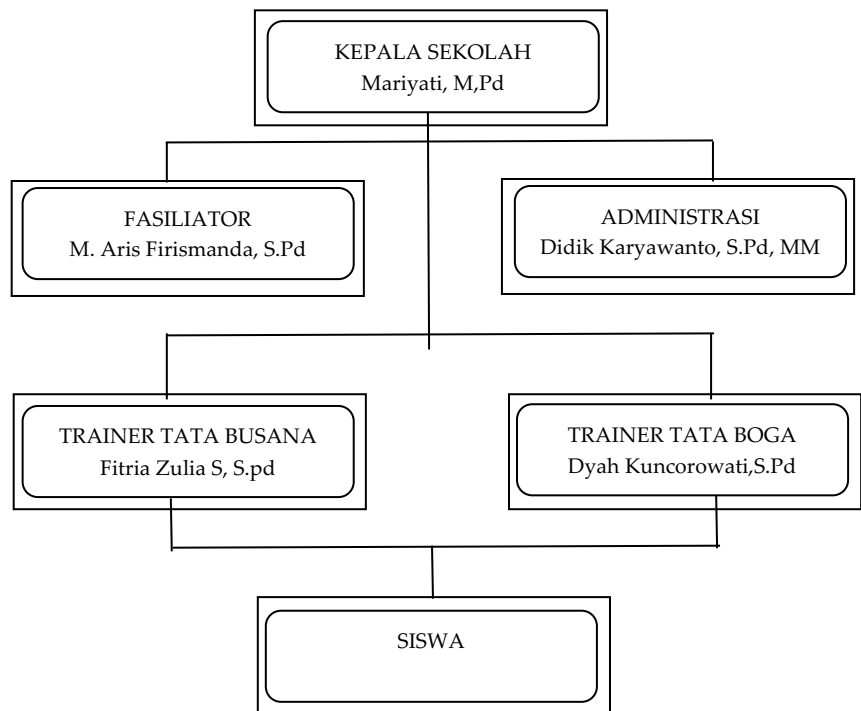 KEPALA SEKOLAH
Mariyati, M,Pd
FASILIATOR
M. Aris Firismanda, S.Pd
ADMINISTRASI
Didik Karyawanto, S.Pd, MM
TRAINER TATA BUSANA
Fitria Zulia S, S.pd
TRAINER TATA BOGA
Dyah Kuncorowati,S.Pd
SISWA